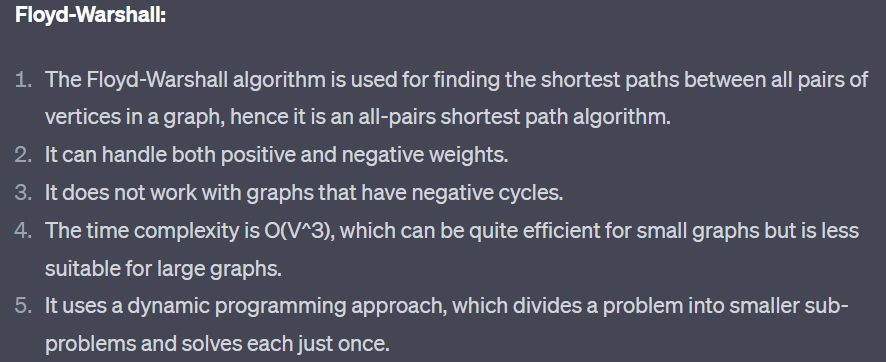 Floyd-Warshall:
1. The Floyd-Warshall algorithm is used for finding the shortest paths between all pairs of
vertices in a graph, hence it is an all-pairs shortest path algorithm.
2. It can handle both positive and negative weights.
3. It does not work with graphs that have negative cycles.
4. The time complexity is O(V^3), which can be quite efficient for small graphs but is less
suitable for large graphs.
5. It uses a dynamic programming approach, which divides a problem into smaller sub-
problems and solves each just once.